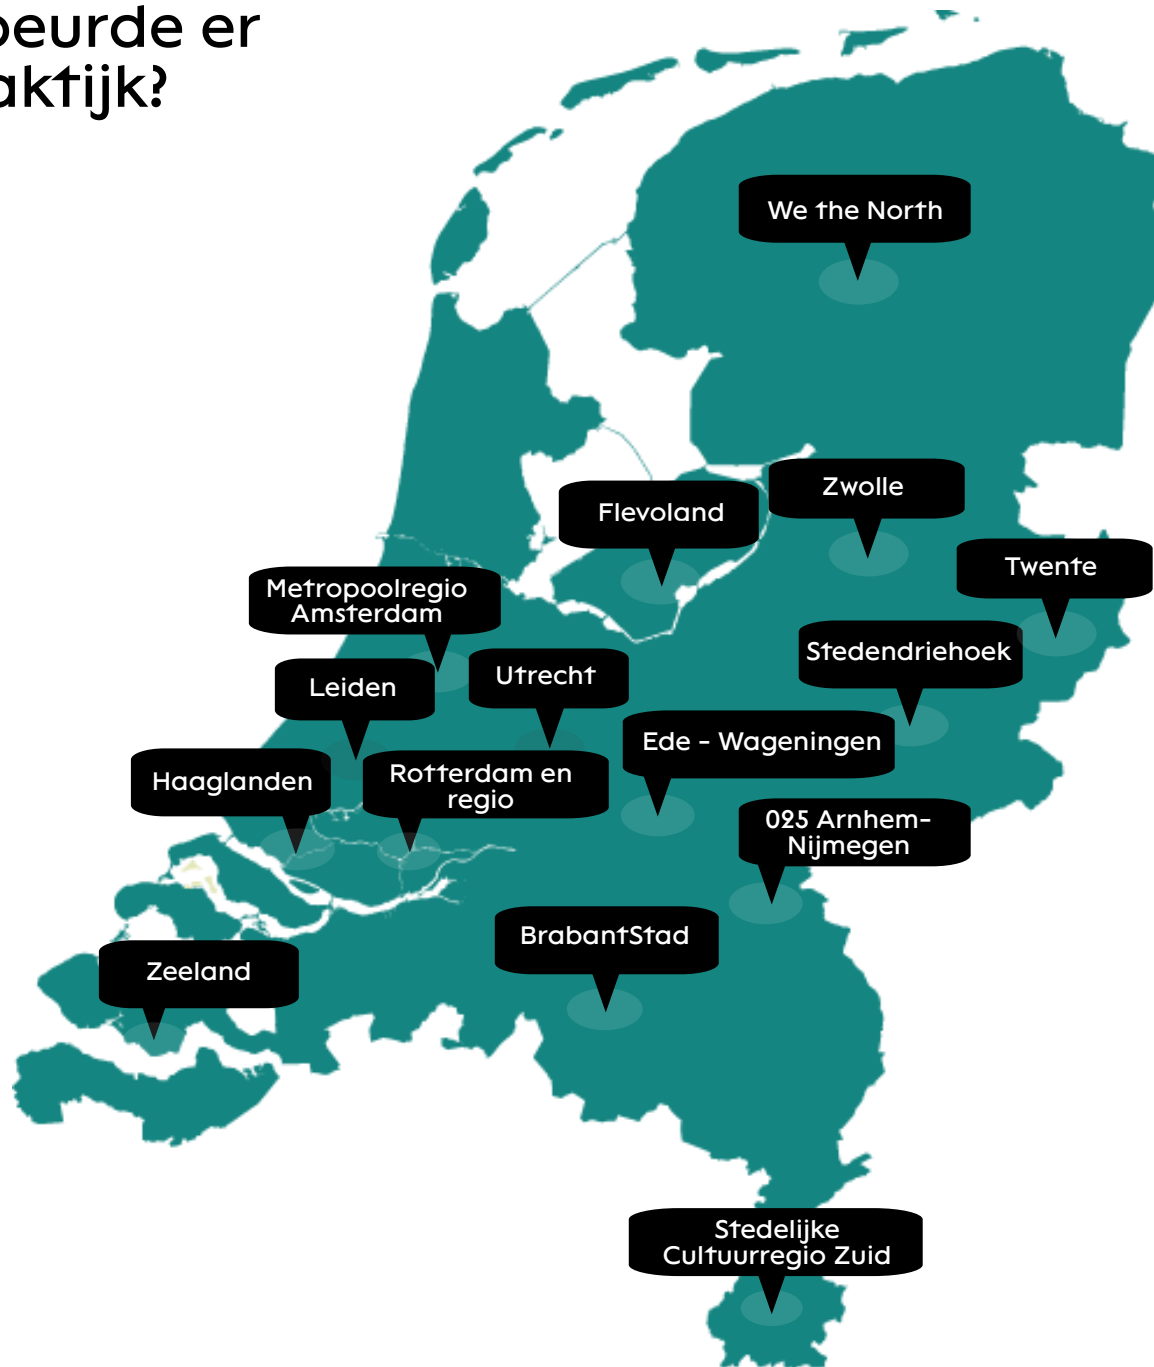 beurde er
aktijk?
We the North
Zwolle
Flevoland
Twente
Metropoolregio
Amsterdam
Stedendriehoek
Utrecht
Leiden
Ede - Wageningen
Haaglanden
Rotterdam en
regio
025 Arnhem-
Nijmegen
BrabantStad
Zeeland
Stedelijke
Cultuurregio Zuid